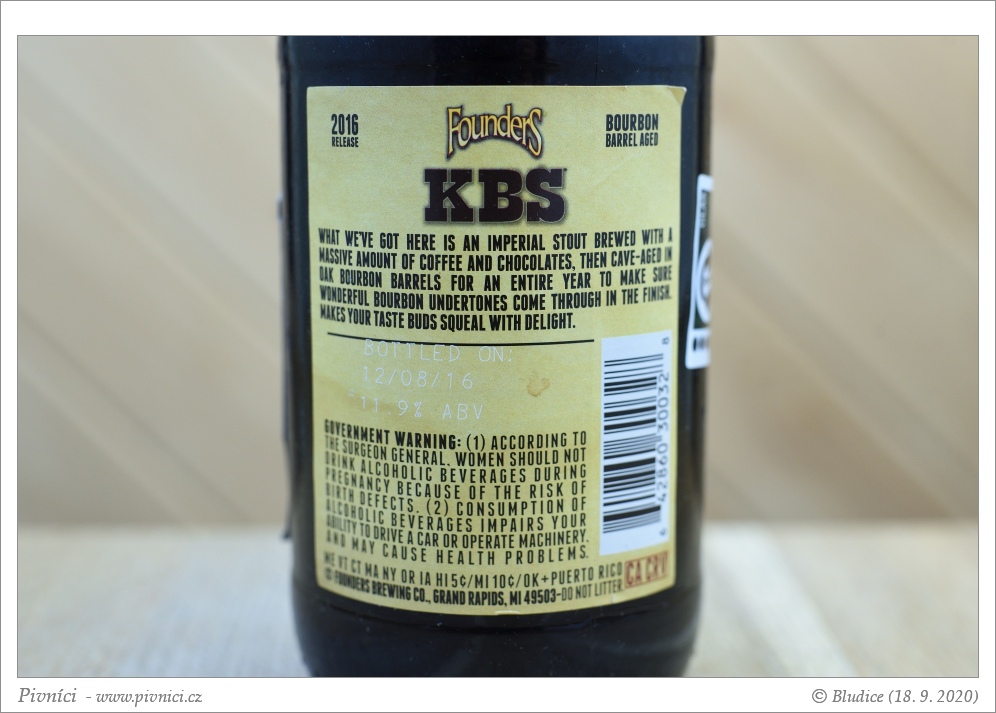 2016
RELEASE
Founders
BOURBON
BARREL AGED
KBS
WHAT WE'VE GOT HERE IS AN IMPERIAL STOUT BREWED WITH A
MASSIVE AMOUNT OF COFFEE AND CHOCOLATES, THEN CAVE-AGED IN
OAK BOURBON BARRELS FOR AN ENTIRE YEAR TO MAKE SURE
WONDERFUL BOURBON UNDERTONES COME THROUGH IN THE FINISH.
MAKES YOUR TASTE BUDS SQUEAL WITH DELIGHT.
BOTTLED ON:
12/08/16
11.9% ABV
GOVERNMENT WARNING: (1) ACCORDING TO
THE SURGEON GENERAL, WOMEN SHOULD NOT
DRINK ALCOHOLIC BEVERAGES DURING
PREGNANCY BECAUSE OF THE RISK OF
BIRTH DEFECTS. (2) CONSUMPTION OF
ALCOHOLIC BEVERAGES IMPAIRS YOUR
ABILITY TO DRIVE A CAR OR OPERATE MACHINERY,
AND MAY CAUSE HEALTH PROBLEMS.
42860 30032 8
ME VT CT MA NY OR IA HI 5¢/MI 10¢/OK+PUERTO RICO
CA CRV
© FOUNDERS BREWING CO., GRAND RAPIDS, MI 49503-DO NOT LITTER
Pivníci - www.pivnici.cz
© Bludice (18. 9. 2020)